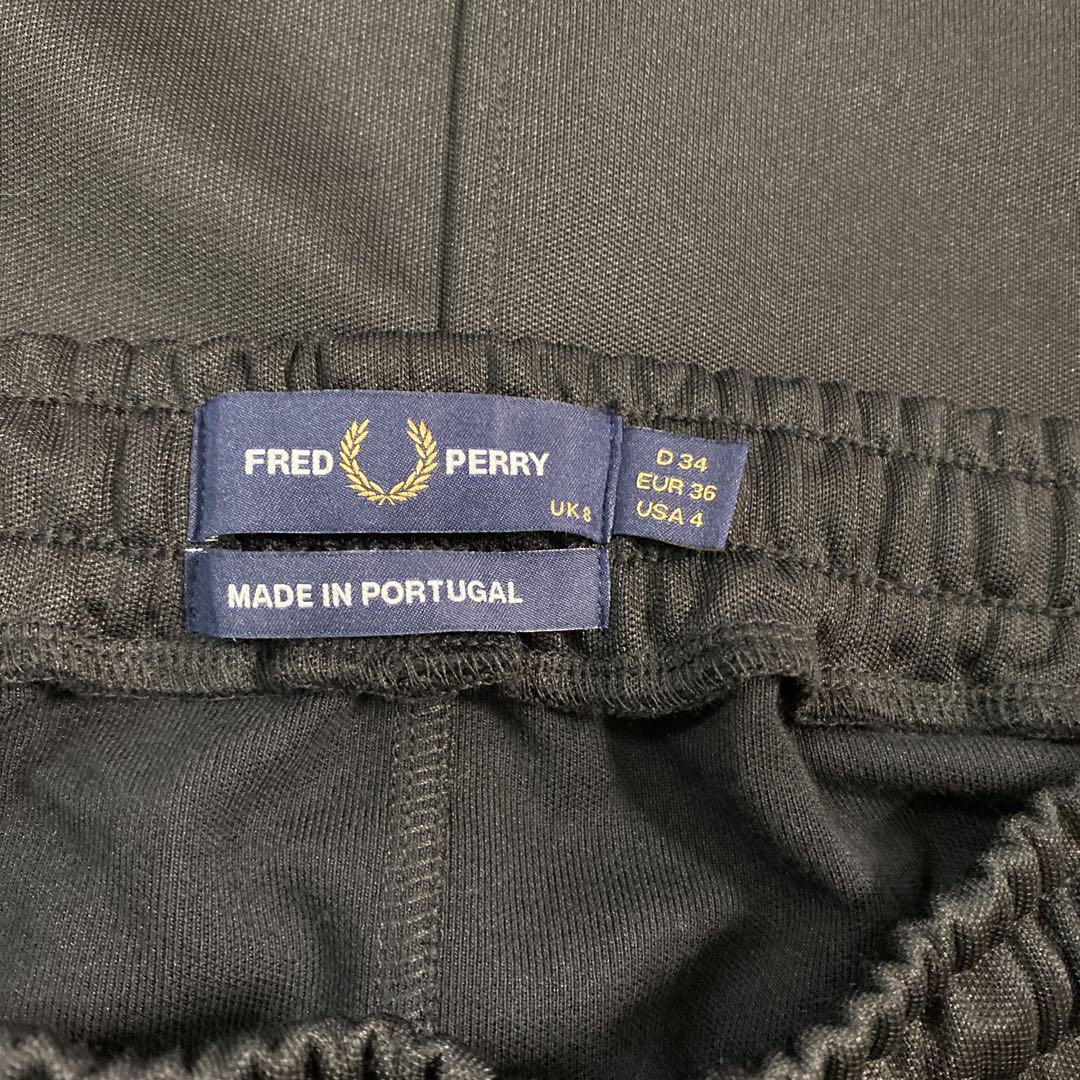 FRED PERRY
UK 8
D 34
EUR 36
USA 4
MADE IN PORTUGAL